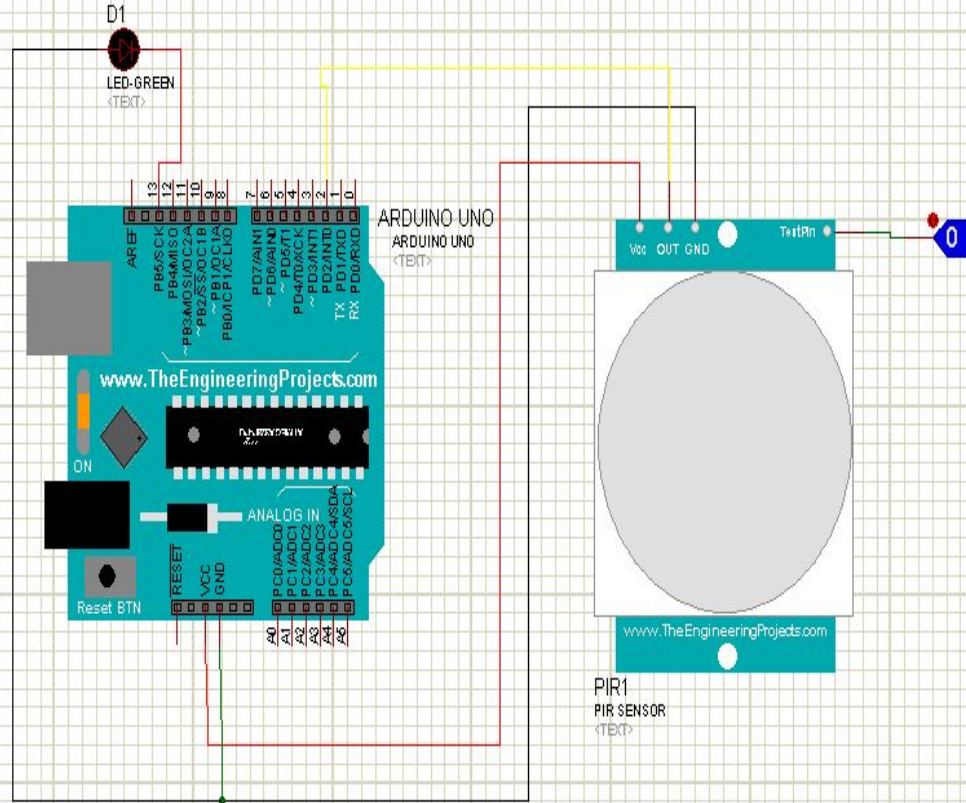 D1
LED-GREEN
<TEXT>
ARDUINO UNO
ARDUINO UNO
<TEXT>
13
12
11
10
9
8
7
6
5
4
3
2
1
0
AREF
PB5/SCK
PB4/MISO
~PB3/MOSI/OC2A
~PB2/SS/OC1B
~PB1/OC1A
PB0/ICP1/CLKO
PD7/AIN1
~PD6/AIN0
~PD5/T1
PD4/T0/XCK
~PD3/INT1
PD2/INT0
TX PD1/TXD
RX PD0/RXD
www.TheEngineeringProjects.com
ON
ANALOG IN
Reset BTN
RESET
VCC
GND
PC0/ADC0
PC1/ADC1
PC2/ADC2
PC3/ADC3
PC4/ADC4/SDA
PC5/ADC5/SCL
A0
A1
A2
A3
A4
A5
Vcc OUT GND
TestPin
0
www.TheEngineeringProjects.com
PIR1
PIR SENSOR
<TEXT>